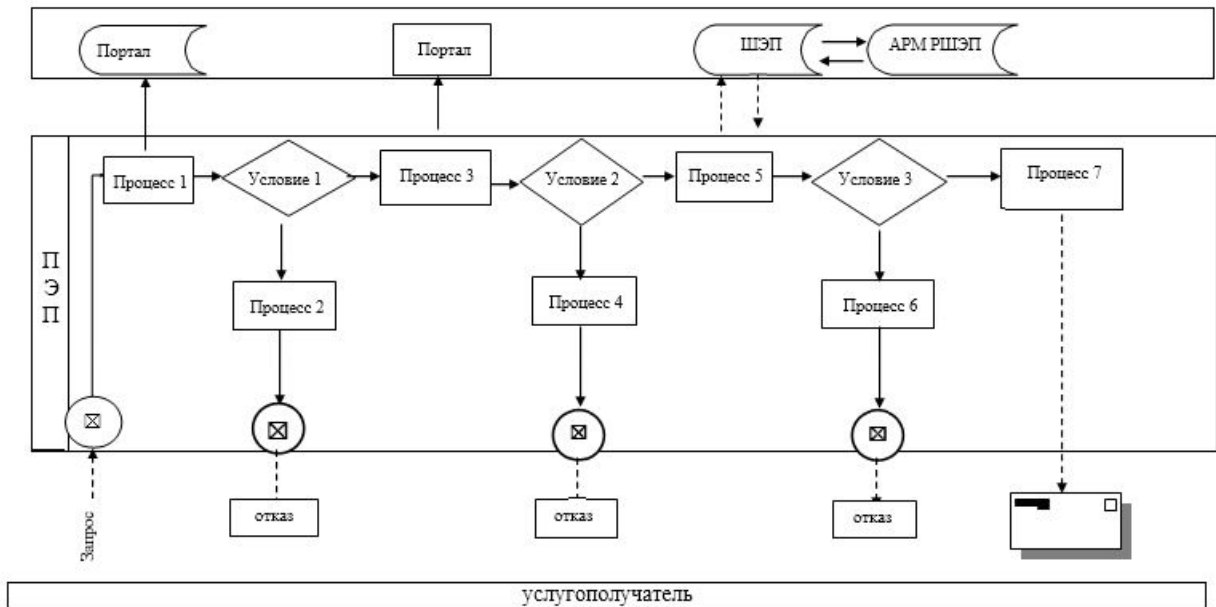 Портал
Портал
ШЭП
АРМ РШЭП
ПЭП
Процесс 1
Условие 1
Процесс 3
Условие 2
Процесс 5
Условие 3
Процесс 7
Процесс 2
Процесс 4
Процесс 6
Запрос
отказ
отказ
отказ
услугополучатель